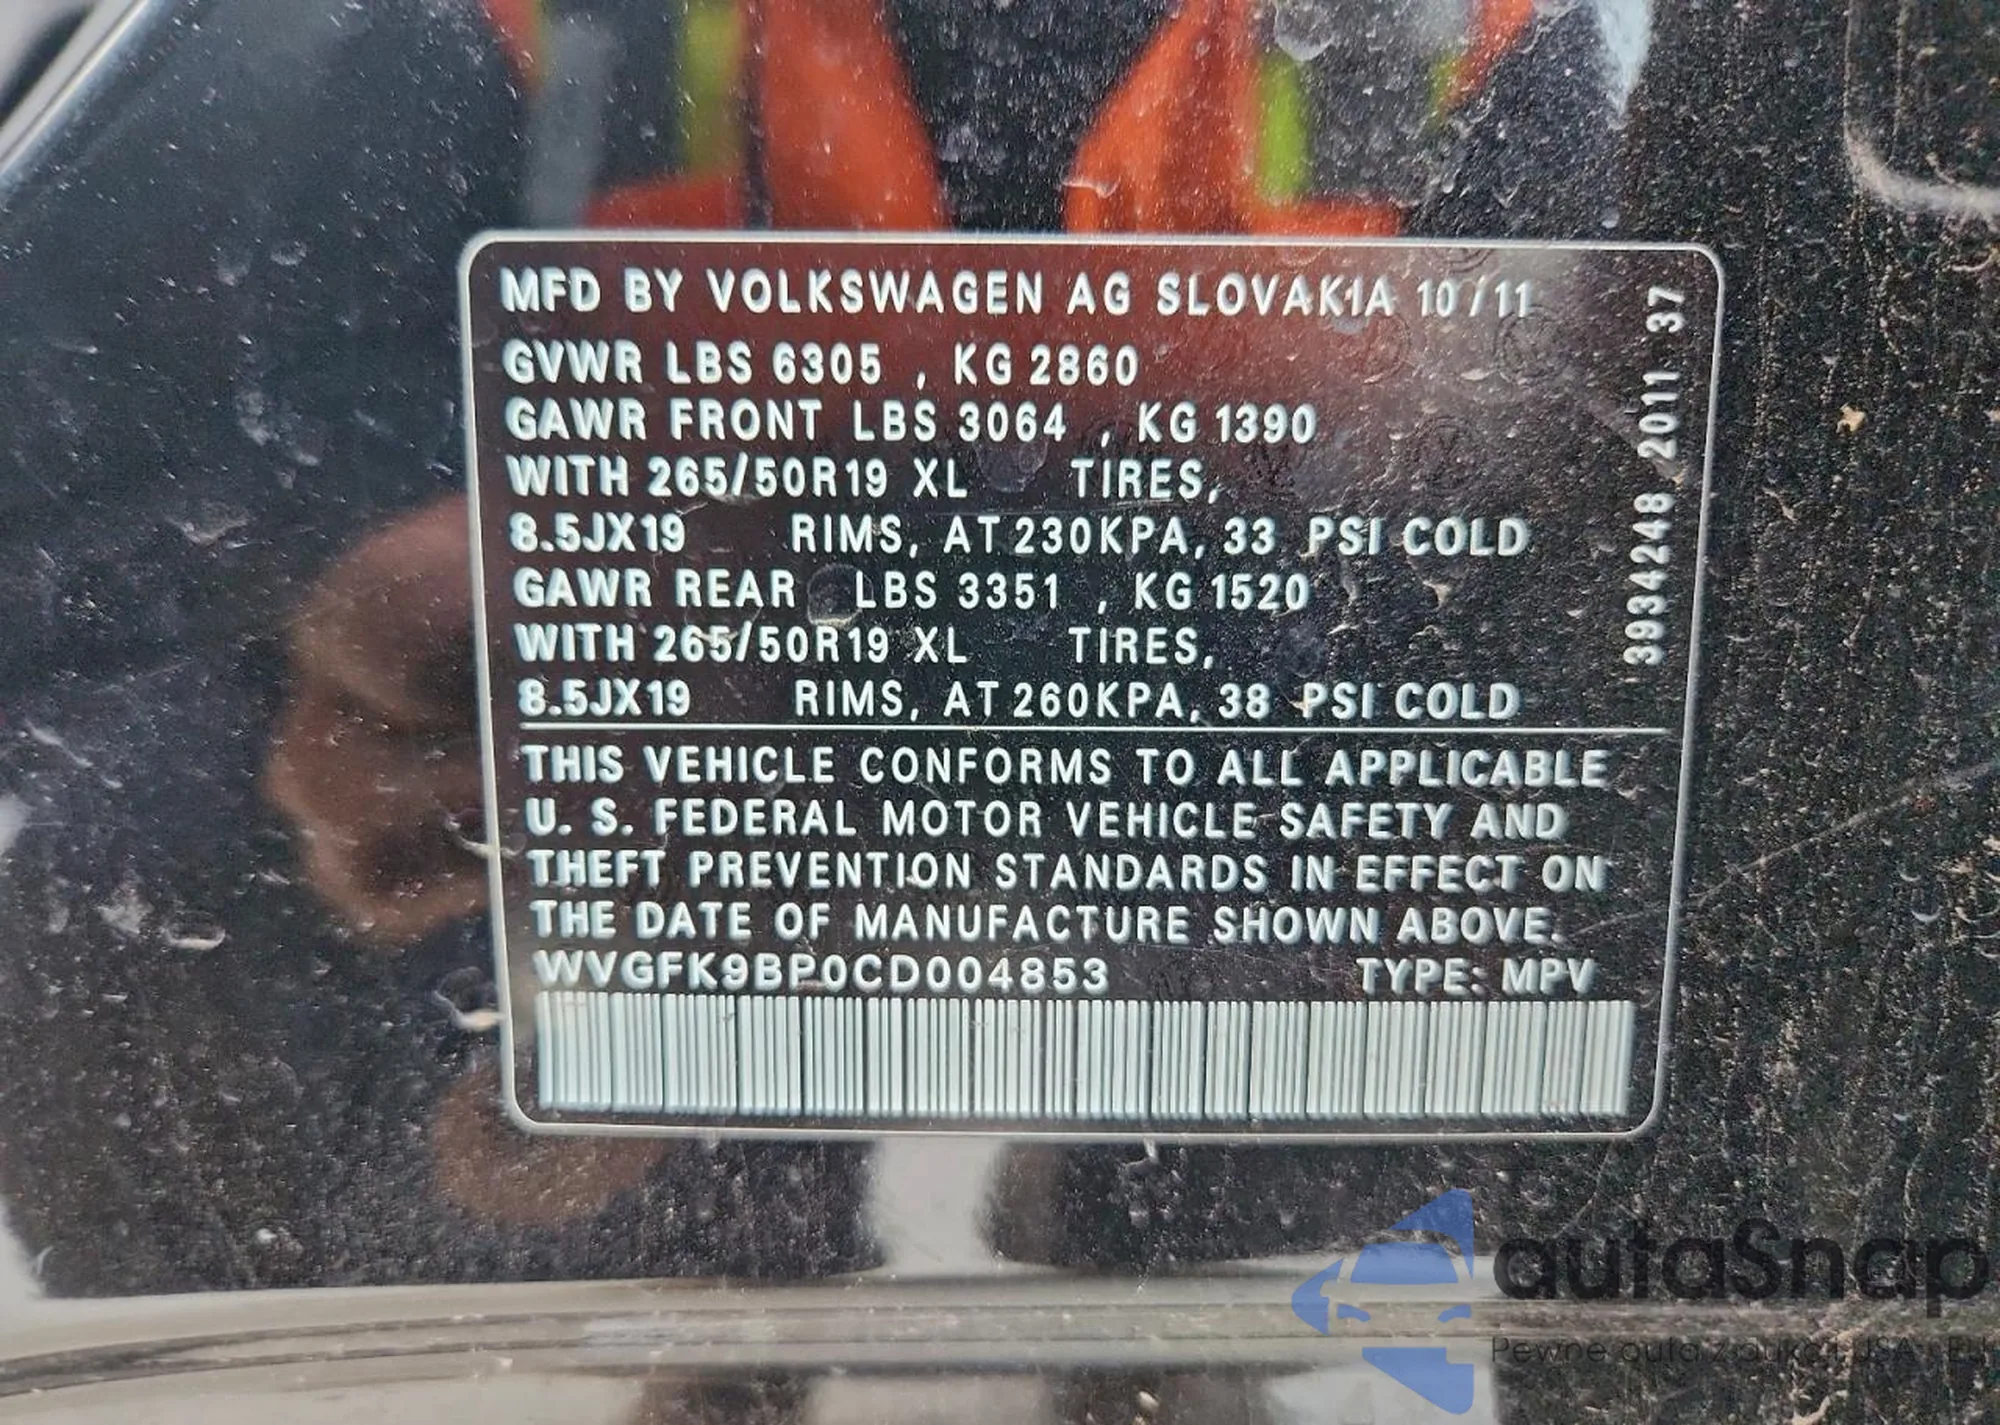 MFD BY VOLKSWAGEN AG SLOVAKIA 10/11
GVWR LBS 6305 , KG 2860
GAWR FRONT LBS 3064 , KG 1390
WITH 265/50R19 XL TIRES,
8.5JX19 RIMS, AT 230KPA, 33 PSI COLD
GAWR REAR LBS 3351 , KG 1520
WITH 265/50R19 XL TIRES,
8.5JX19 RIMS, AT 260KPA, 38 PSI COLD
THIS VEHICLE CONFORMS TO ALL APPLICABLE
U. S. FEDERAL MOTOR VEHICLE SAFETY AND
THEFT PREVENTION STANDARDS IN EFFECT ON
THE DATE OF MANUFACTURE SHOWN ABOVE.
WVGFK9BP0CD004853 TYPE: MPV
3934248 2011 37
autaSnap
Pewne auta z aukcji USA